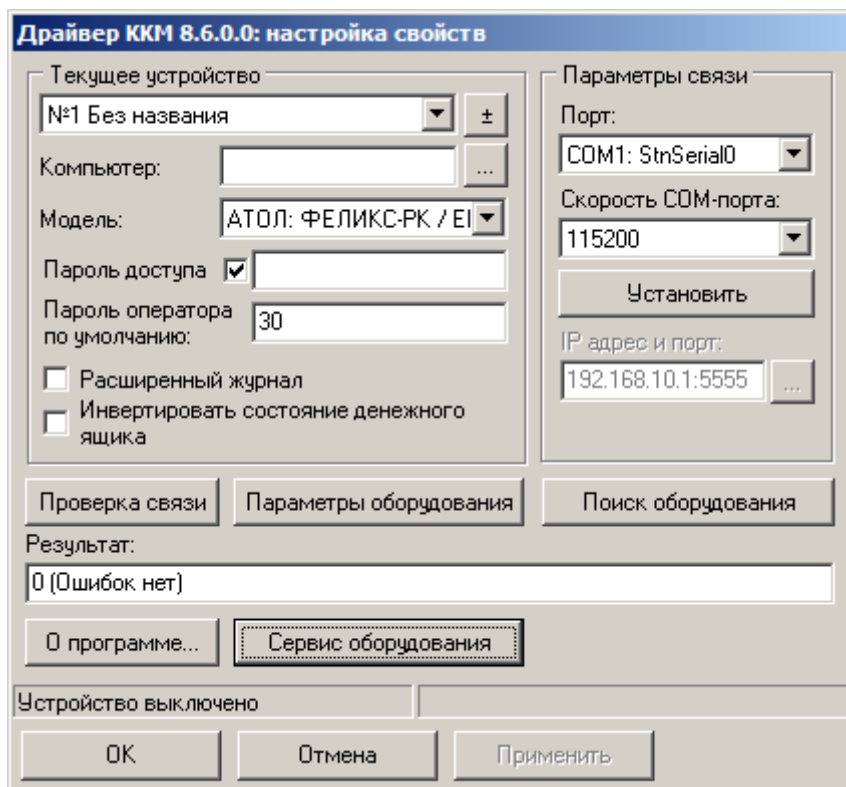 Драйвер ККМ 8.6.0.0: настройка свойств
Текущее устройство
№1 Без названия
±
Компьютер:
...
Модель:
АТОЛ: ФЕЛИКС-РК /
Пароль доступа
Пароль оператора
по умолчанию:
30
Расширенный журнал
Инвертировать состояние денежного
ящика
Параметры связи
Порт:
COM1: StnSerial0
Скорость COM-порта:
115200
Установить
IP адрес и порт:
192.168.10.1:5555
...
Проверка связи
Параметры оборудования
Поиск оборудования
Результат:
0 (Ошибок нет)
О программе...
Сервис оборудования
Устройство выключено
OK
Отмена
Применить